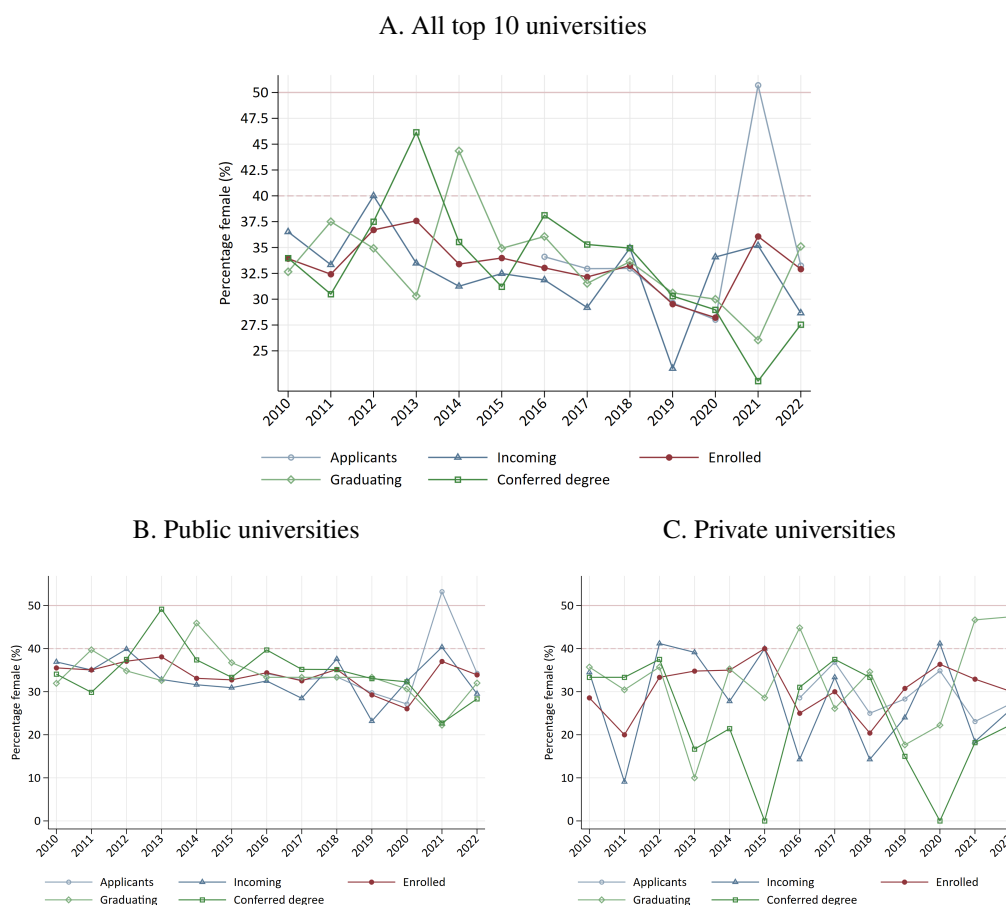 A. All top 10 universities
Percentage female (%)
50
47.5
45
42.5
40
37.5
35
32.5
30
27.5
25
2010 2011 2012 2013 2014 2015 2016 2017 2018 2019 2020 2021 2022
Applicants Incoming Enrolled
Graduating Conferred degree
B. Public universities
Percentage female (%)
50
40
30
20
10
0
2010 2011 2012 2013 2014 2015 2016 2017 2018 2019 2020 2021 2022
Applicants Incoming Enrolled
Graduating Conferred degree
C. Private universities
Percentage female (%)
50
40
30
20
10
0
2010 2011 2012 2013 2014 2015 2016 2017 2018 2019 2020 2021
Applicants Incoming Enrolled
Graduating Conferred degree